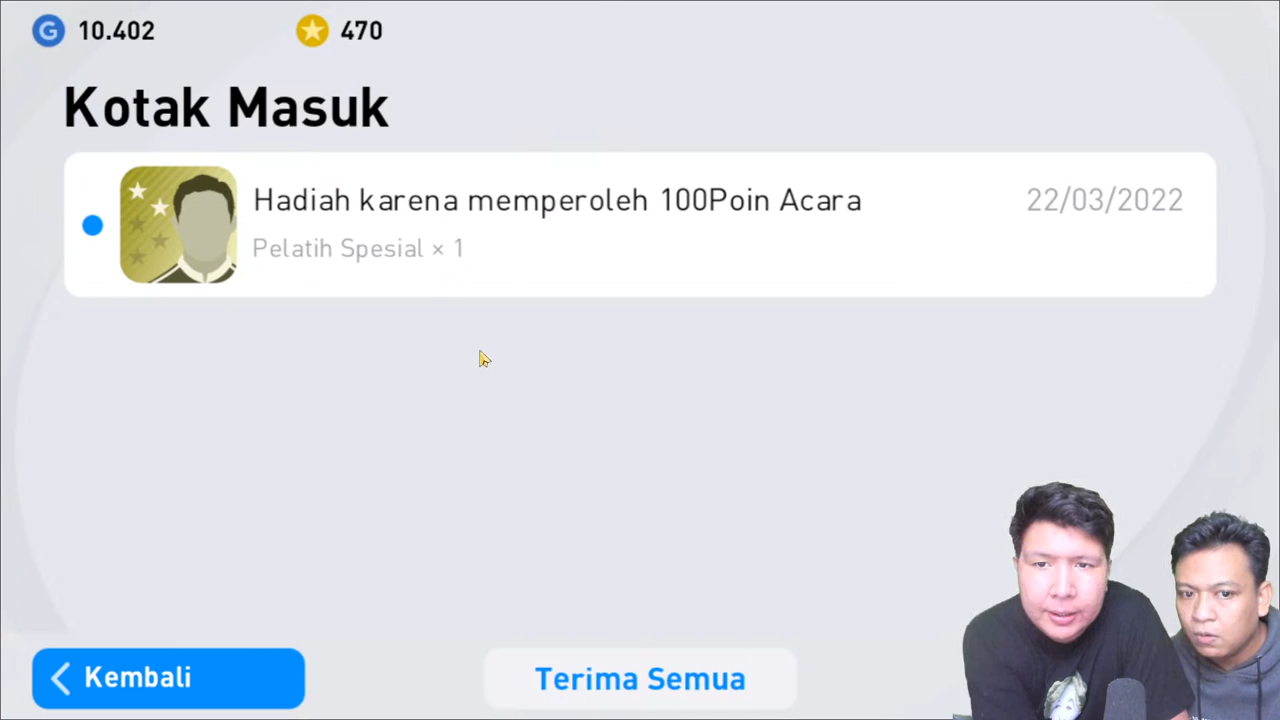 G 10.402 470
Kotak Masuk
Hadiah karena memperoleh 100Poin Acara 22/03/2022
Pelatih Spesial × 1
Kembali Terima Semua